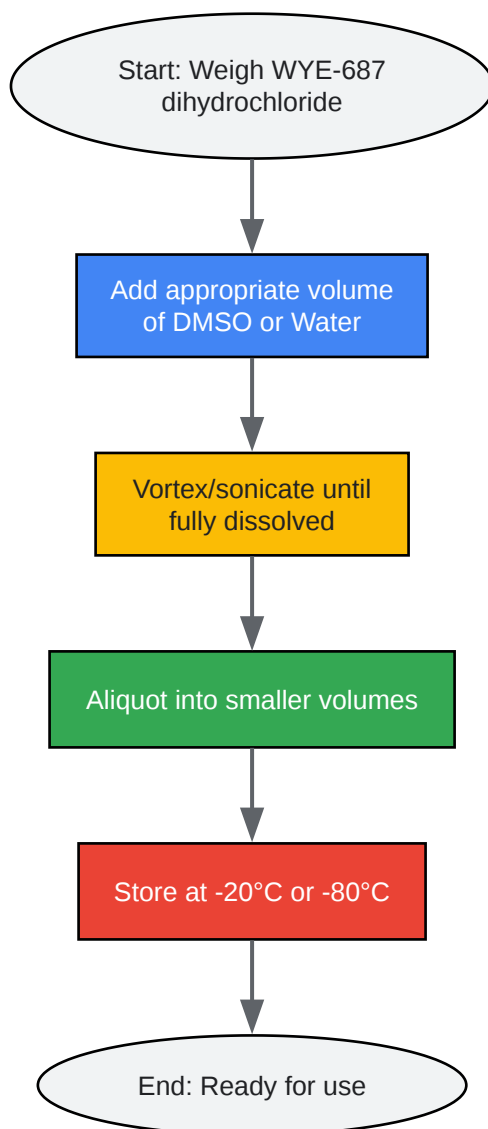 Start: Weigh WYE-687
dihydrochloride
Add appropriate volume
of DMSO or Water
Vortex/sonicate until
fully dissolved
Aliquot into smaller volumes
Store at -20°C or -80°C
End: Ready for use